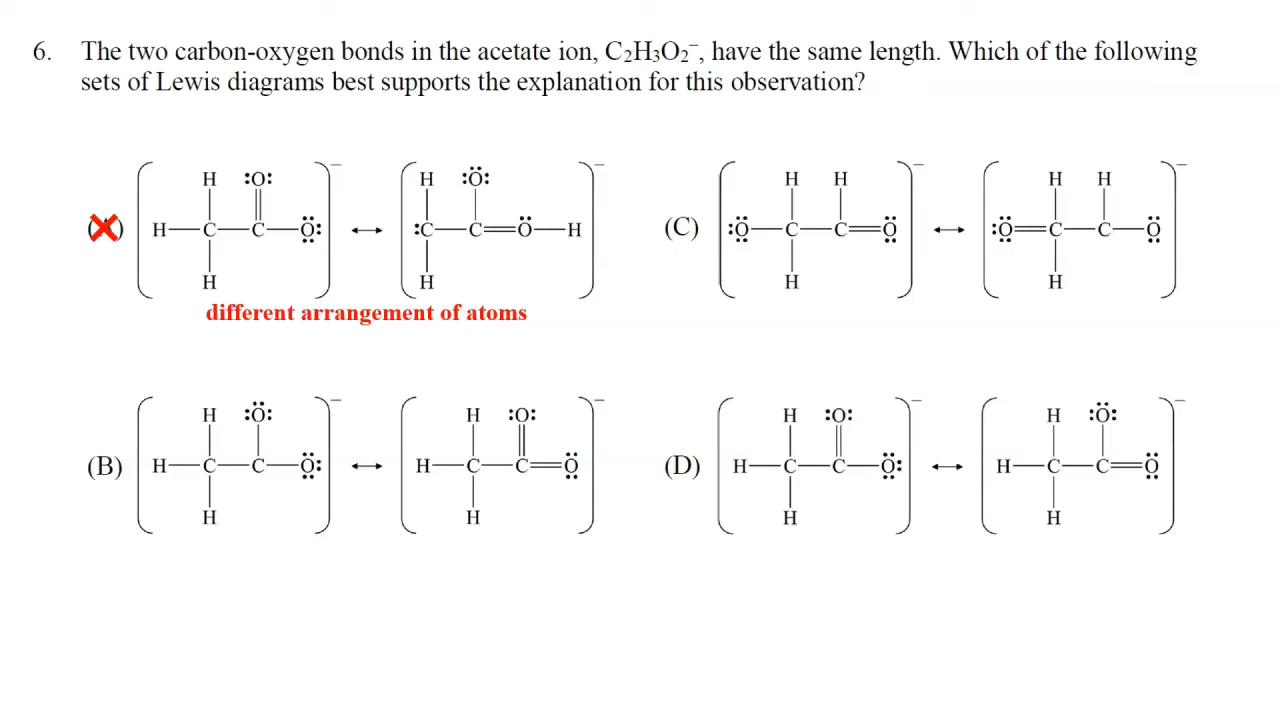 6. The two carbon-oxygen bonds in the acetate ion, C₂H₃O₂⁻, have the same length. Which of the following
sets of Lewis diagrams best supports the explanation for this observation?
H :Ö: H :Ö: − H H − H H −
H—C—C—O: ↔ :C—C=O—H
H H
different arrangement of atoms
(C) :O—C—C=O ↔ :O=C—C—O
H H
H :O: − H :O: −
(B) H—C—C—O: ↔ H—C—C=O
H H
H :O: − H :O: −
(D) H—C—C—O: ↔ H—C—C=O
H H